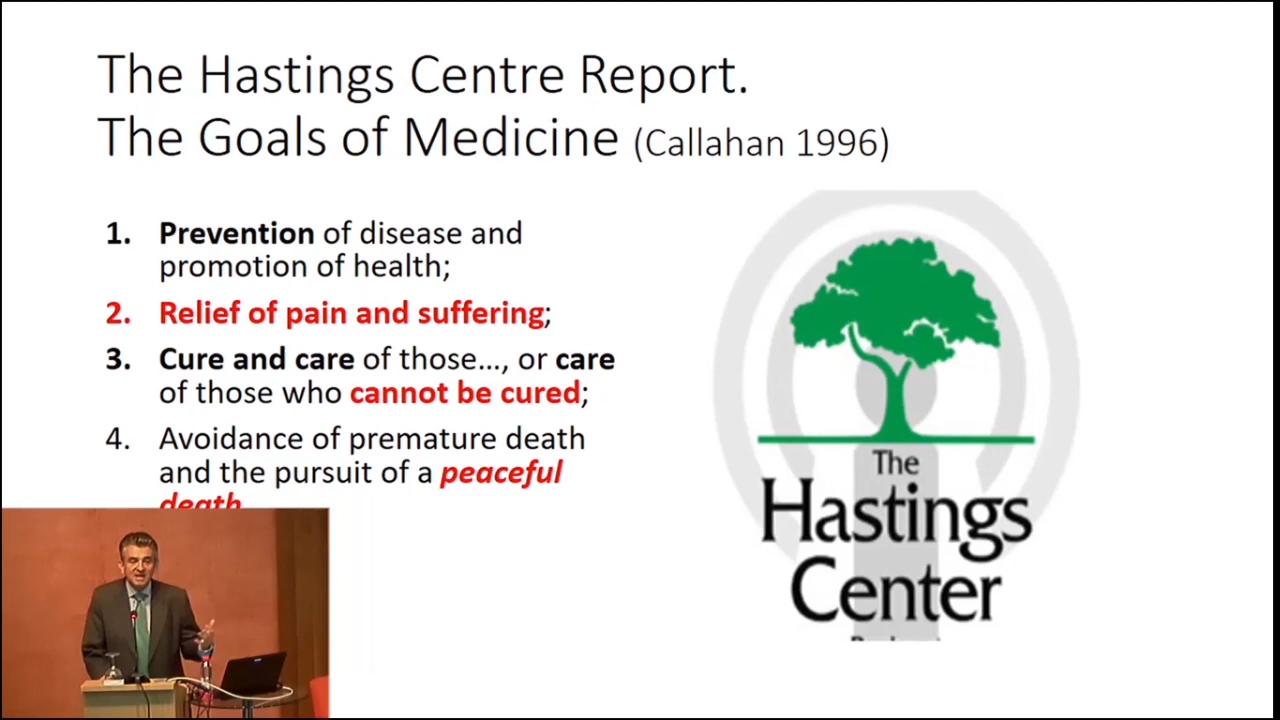 The Hastings Centre Report.
The Goals of Medicine (Callahan 1996)
1. Prevention of disease and
promotion of health;
2. Relief of pain and suffering;
3. Cure and care of those..., or care
of those who cannot be cured;
4. Avoidance of premature death
and the pursuit of a peaceful
death
The
Hastings
Center